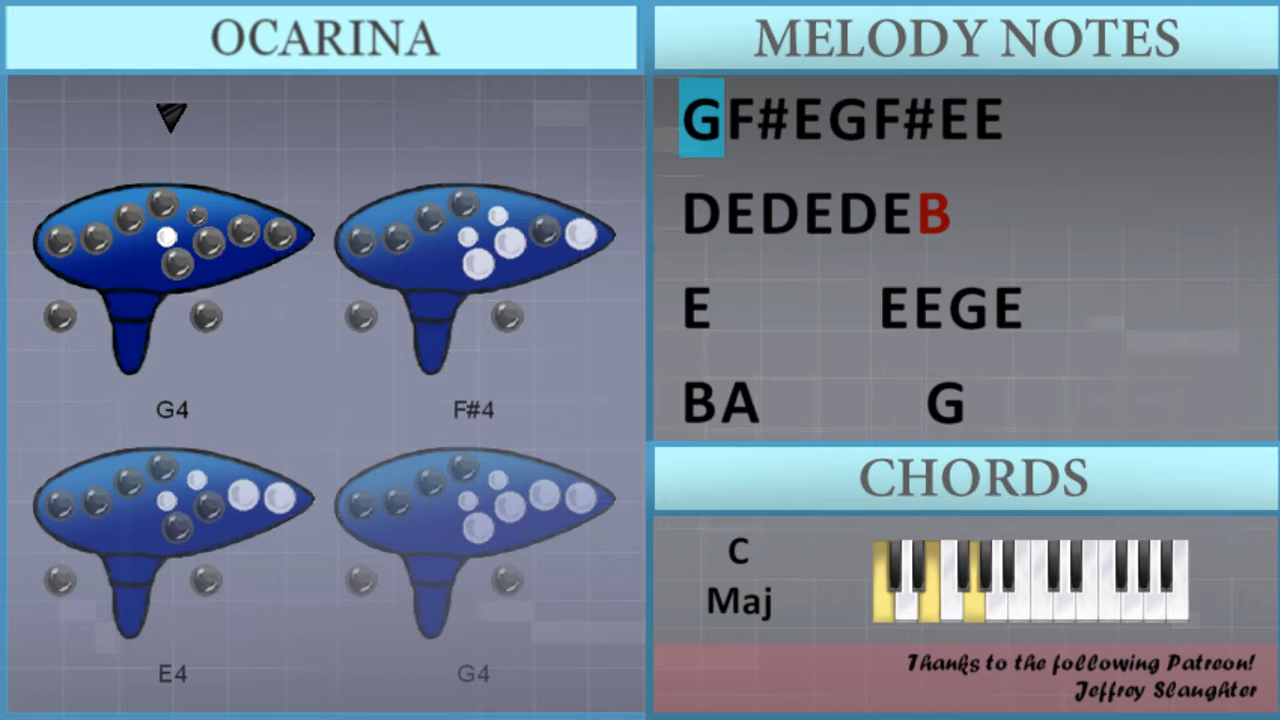 OCARINA
G4
F#4
E4
G4
MELODY NOTES
GF#EGF#EE
DEDEDEB
E EEGE
BA G
CHORDS
C
Maj
Thanks to the following Patreon!
Jeffrey Slaughter